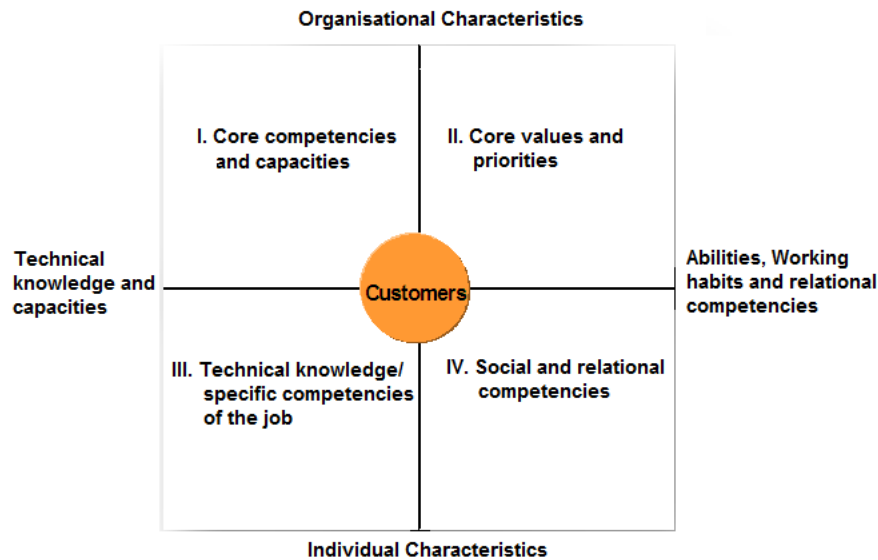 Organisational Characteristics
I. Core competencies
and capacities
II. Core values and
priorities
Technical
knowledge and
capacities
Customers
Abilities, Working
habits and relational
competencies
III. Technical knowledge/
specific competencies
of the job
IV. Social and relational
competencies
Individual Characteristics